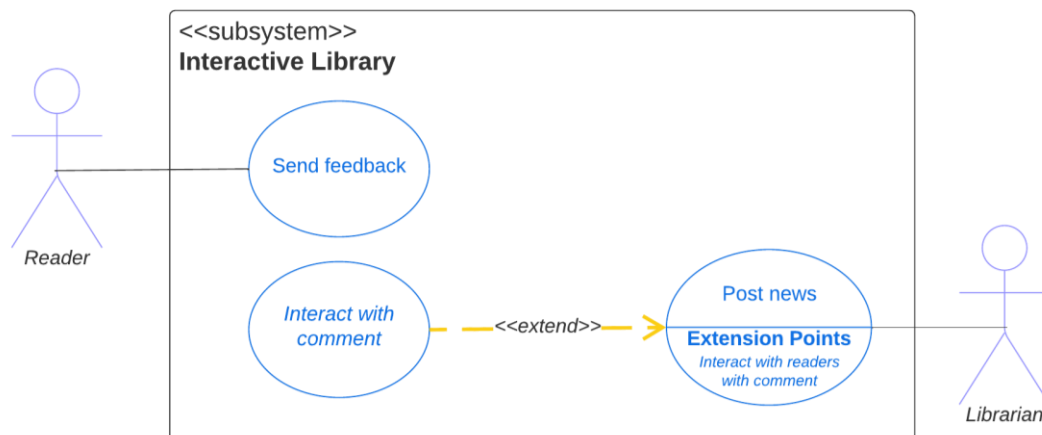 <<subsystem>>
Interactive Library
Send feedback
Reader
Interact with
comment
<<extend>>
Post news
Extension Points
Interact with readers
with comment
Librarian